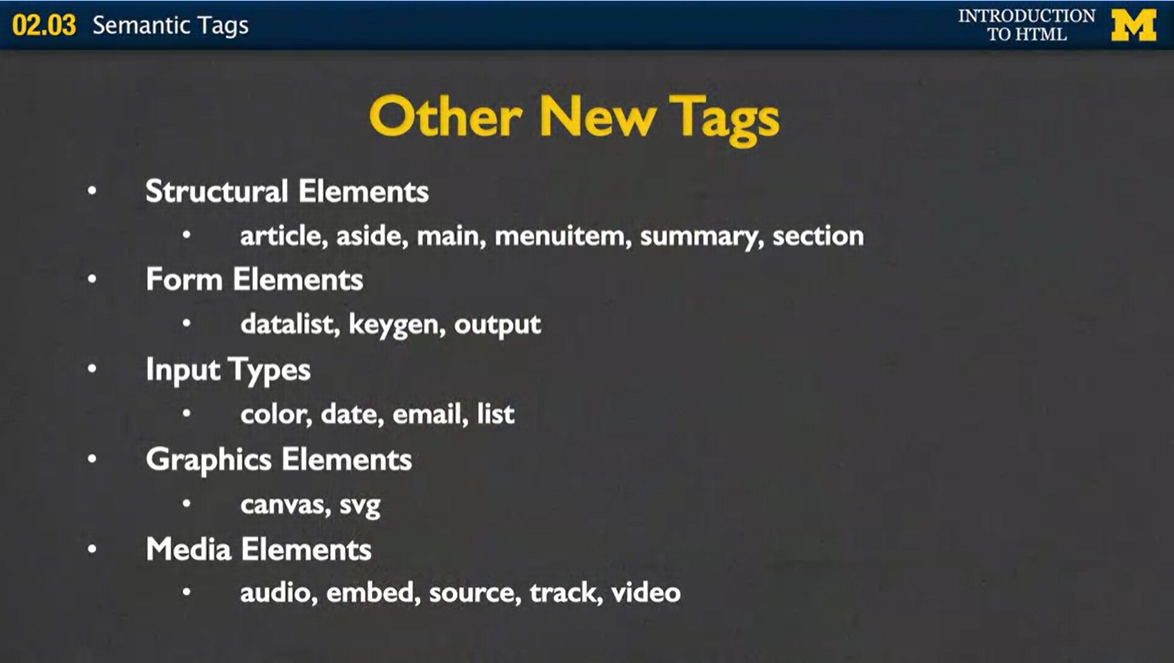 02.03 Semantic Tags
INTRODUCTION
TO HTML
M
Other New Tags
• Structural Elements
• article, aside, main, menuitem, summary, section
• Form Elements
• datalist, keygen, output
• Input Types
• color, date, email, list
• Graphics Elements
• canvas, svg
• Media Elements
• audio, embed, source, track, video